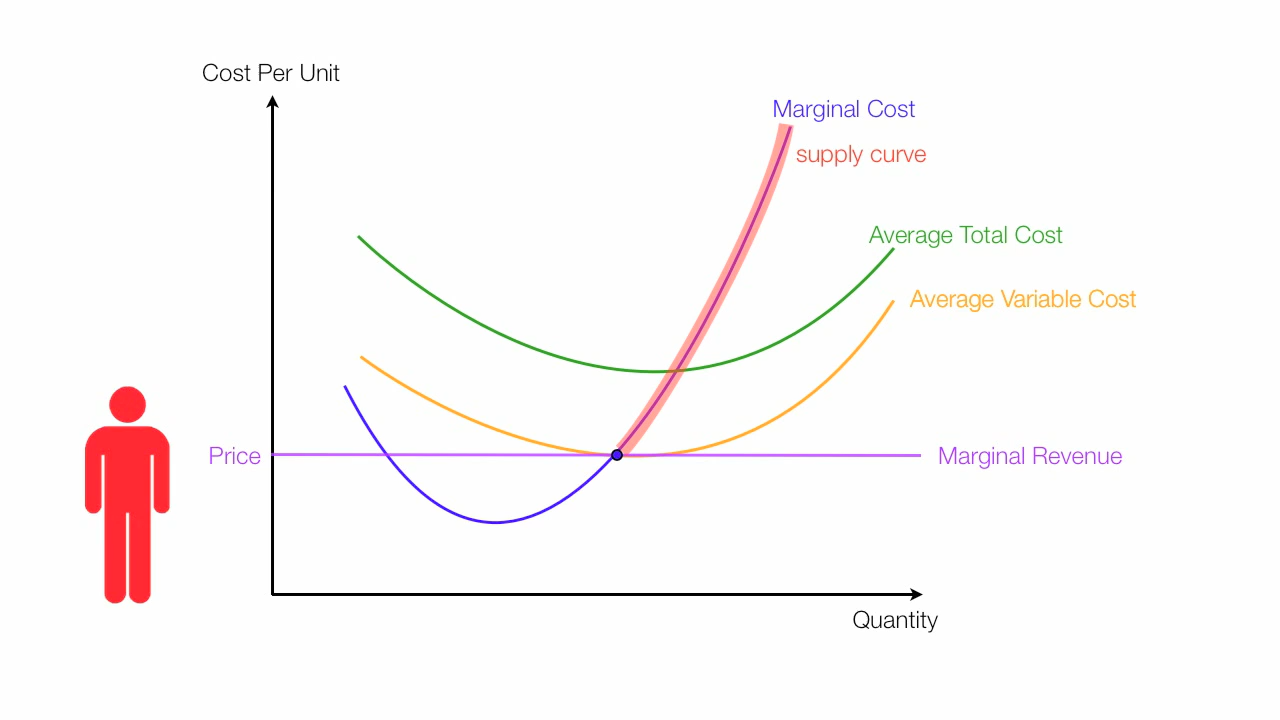 Cost Per Unit
Marginal Cost
supply curve
Average Total Cost
Average Variable Cost
Price
Marginal Revenue
Quantity